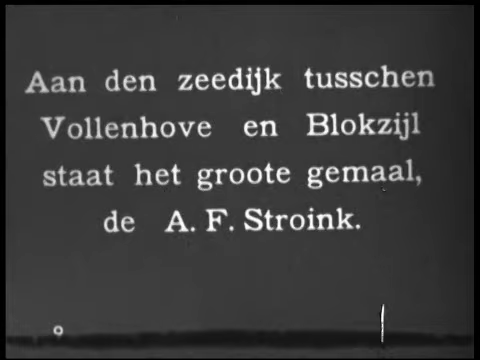 Aan den zeedijk tusschen
Vollenhove en Blokzijl
staat het groote gemaal,
de A. F. Stroink.